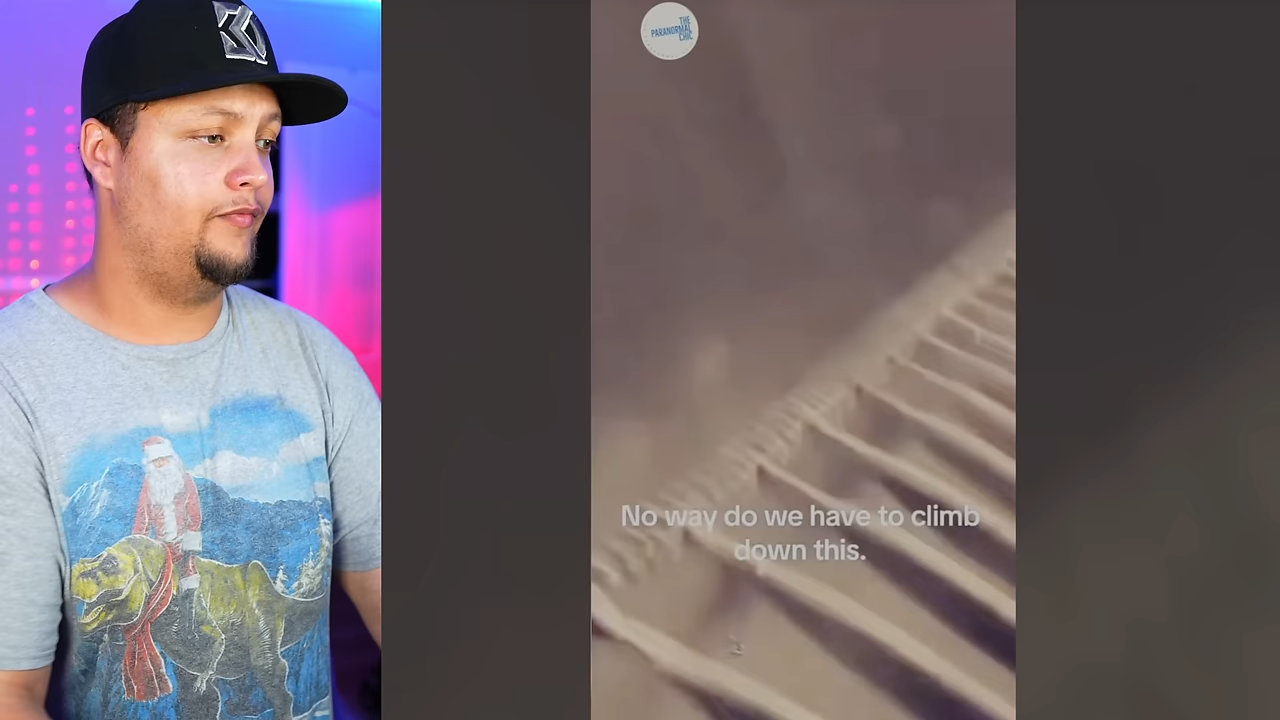 THE
PARANORMAL
CHIC
No way do we have to climb
down this.